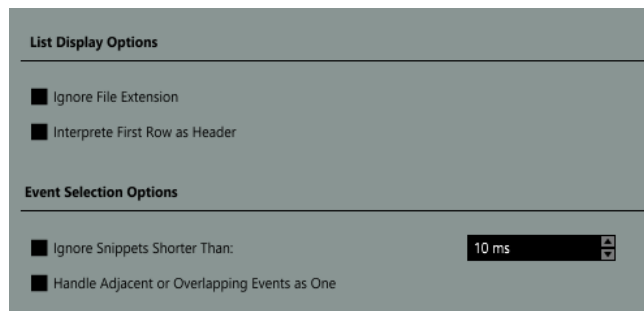 List Display Options
Ignore File Extension
Interprete First Row as Header
Event Selection Options
Ignore Snippets Shorter Than: 10 ms
Handle Adjacent or Overlapping Events as One